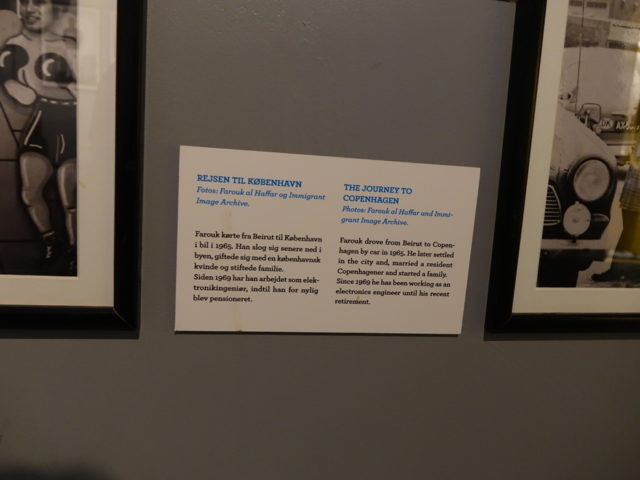 REJSEN TIL KØBENHAVN
Fotos: Farouk al Haffar og Immigrant
Image Archive.
Farouk kørte fra Beirut til København
i bil i 1965. Han slog sig senere ned i
byen, giftede sig med en københavnsk
kvinde og stiftede familie.
Siden 1969 har han arbejdet som elek-
tronikingeniør, indtil han for nylig
blev pensioneret.
THE JOURNEY TO
COPENHAGEN
Photos: Farouk al Haffar and Immi-
grant Image Archive.
Farouk drove from Beirut to Copen-
hagen by car in 1965. He later settled
in the city and, married a resident
Copenhagener and started a family.
Since 1969 he has been working as an
electronics engineer until his recent
retirement.
DK